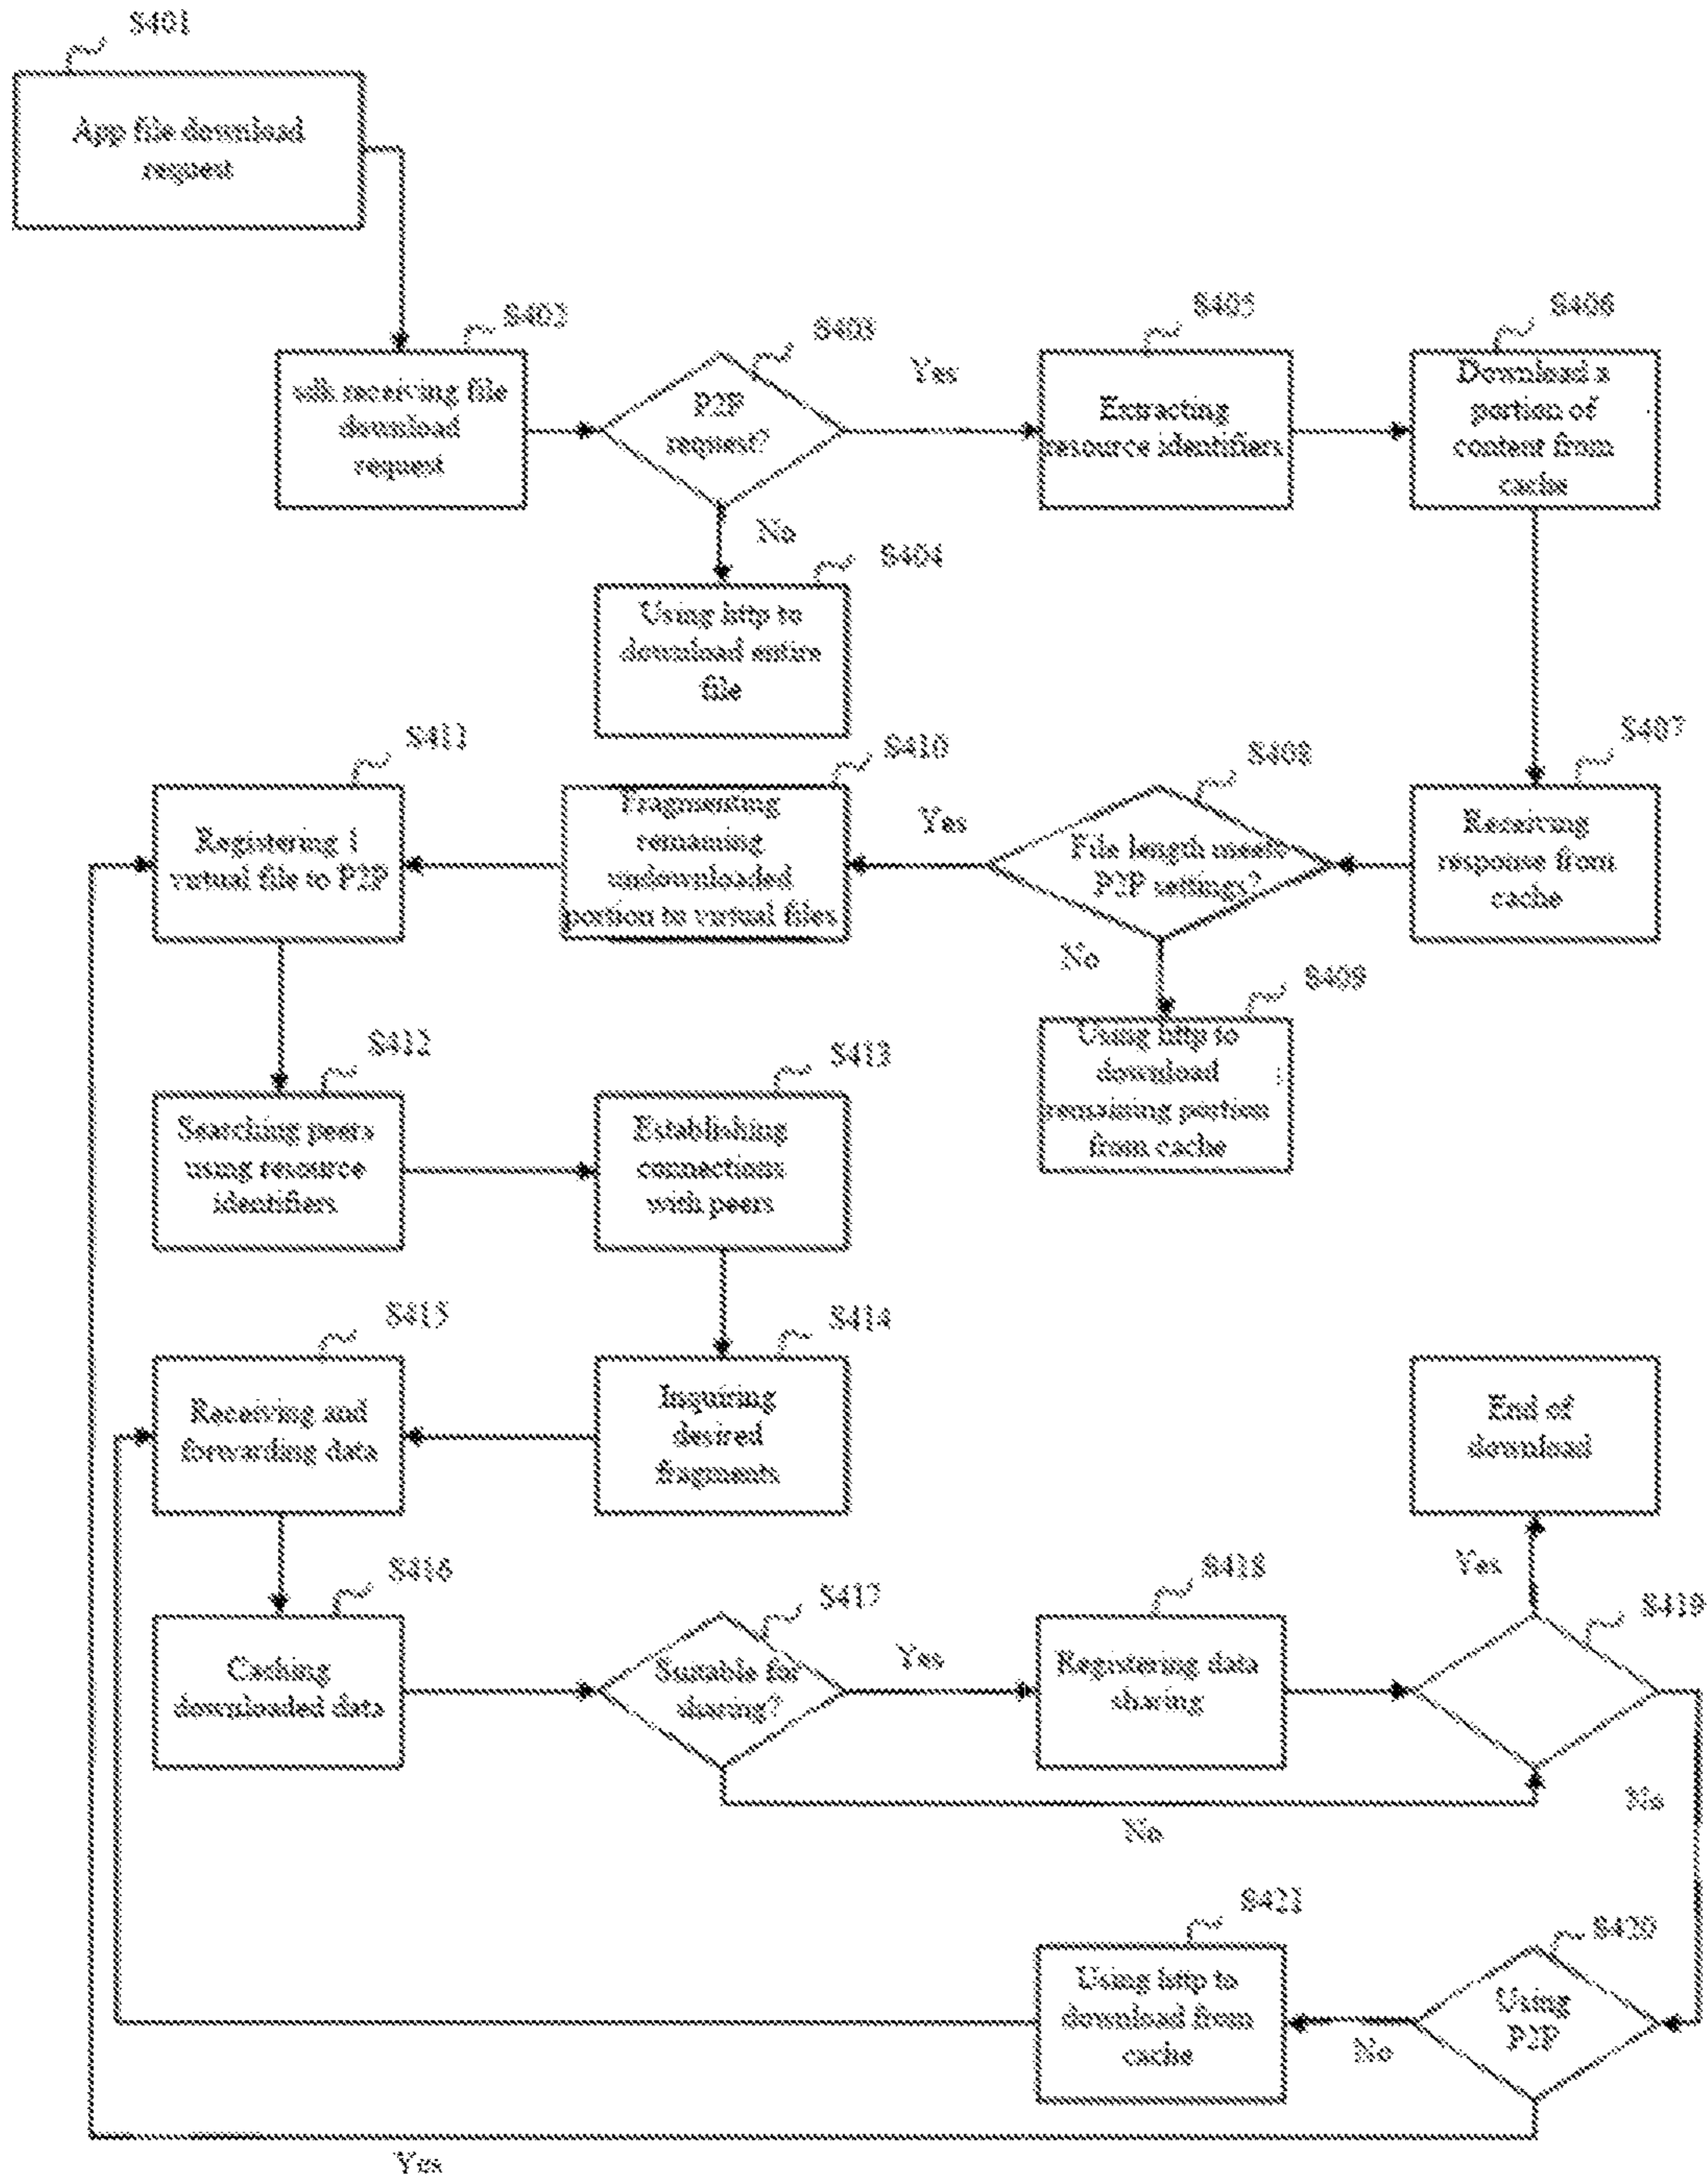 S401
App file download
request
S402
sdk receiving file
download
request
S403
P2P
request?
Yes
No
S404
Using http to
download entire
file
S405
Extracting
resource identifiers
S406
Download a
portion of
content from
cache
S407
Receiving
response from
cache
S408
File length meets
P2P settings?
Yes
No
S409
Using http to
download
remaining portion
from cache
S410
Fragmenting
remaining
undownloaded
portion to virtual files
S411
Registering 1
virtual file to P2P
S412
Searching peers
using resource
identifiers
S413
Establishing
connections
with peers
S414
Inquiring
desired
fragments
S415
Receiving and
forwarding data
S416
Caching
downloaded data
S417
Suitable for
sharing?
Yes
No
S418
Registering data
sharing
S419
Yes
End of
download
No
S420
Using
P2P
No
Yes
S421
Using http to
download from
cache